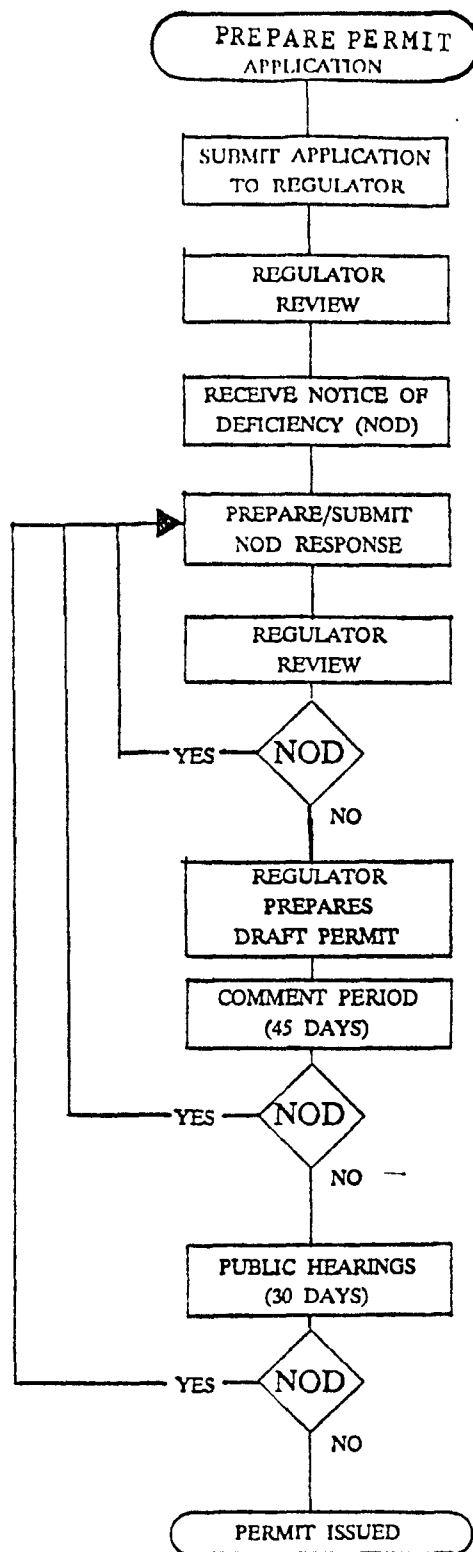 PREPARE PERMIT
APPLICATION
SUBMIT APPLICATION
TO REGULATOR
REGULATOR
REVIEW
RECEIVE NOTICE OF
DEFICIENCY (NOD)
PREPARE/SUBMIT
NOD RESPONSE
REGULATOR
REVIEW
YES
NOD
NO
REGULATOR
PREPARES
DRAFT PERMIT
COMMENT PERIOD
(45 DAYS)
YES
NOD
NO
PUBLIC HEARINGS
(30 DAYS)
YES
NOD
NO
PERMIT ISSUED